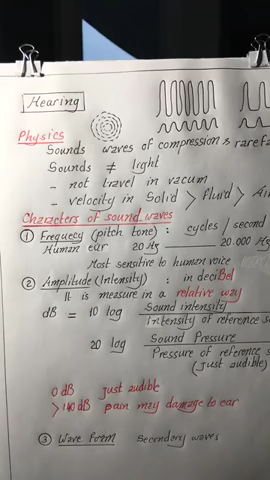 Hearing
Physics
Sounds waves of compression & raref
Sounds ≠ light
- not travel in vacum
- velocity in Solid > fluid > Ai
Characters of sound waves
① Frequecy (pitch tone) : cycles / second
Human ear 20 Hz —— 20.000 Hz
Most sensitive to human voice
② Amplitude (Intensity) : in deciBel
It is measure in a relative way
dB = 10 log Sound intensity
Intensity of reference so
20 log Sound Pressure
Pressure of reference s
(Just audible)
0 dB just audible
>140 dB pain may damage to ear
③ Wave form Secondary waves